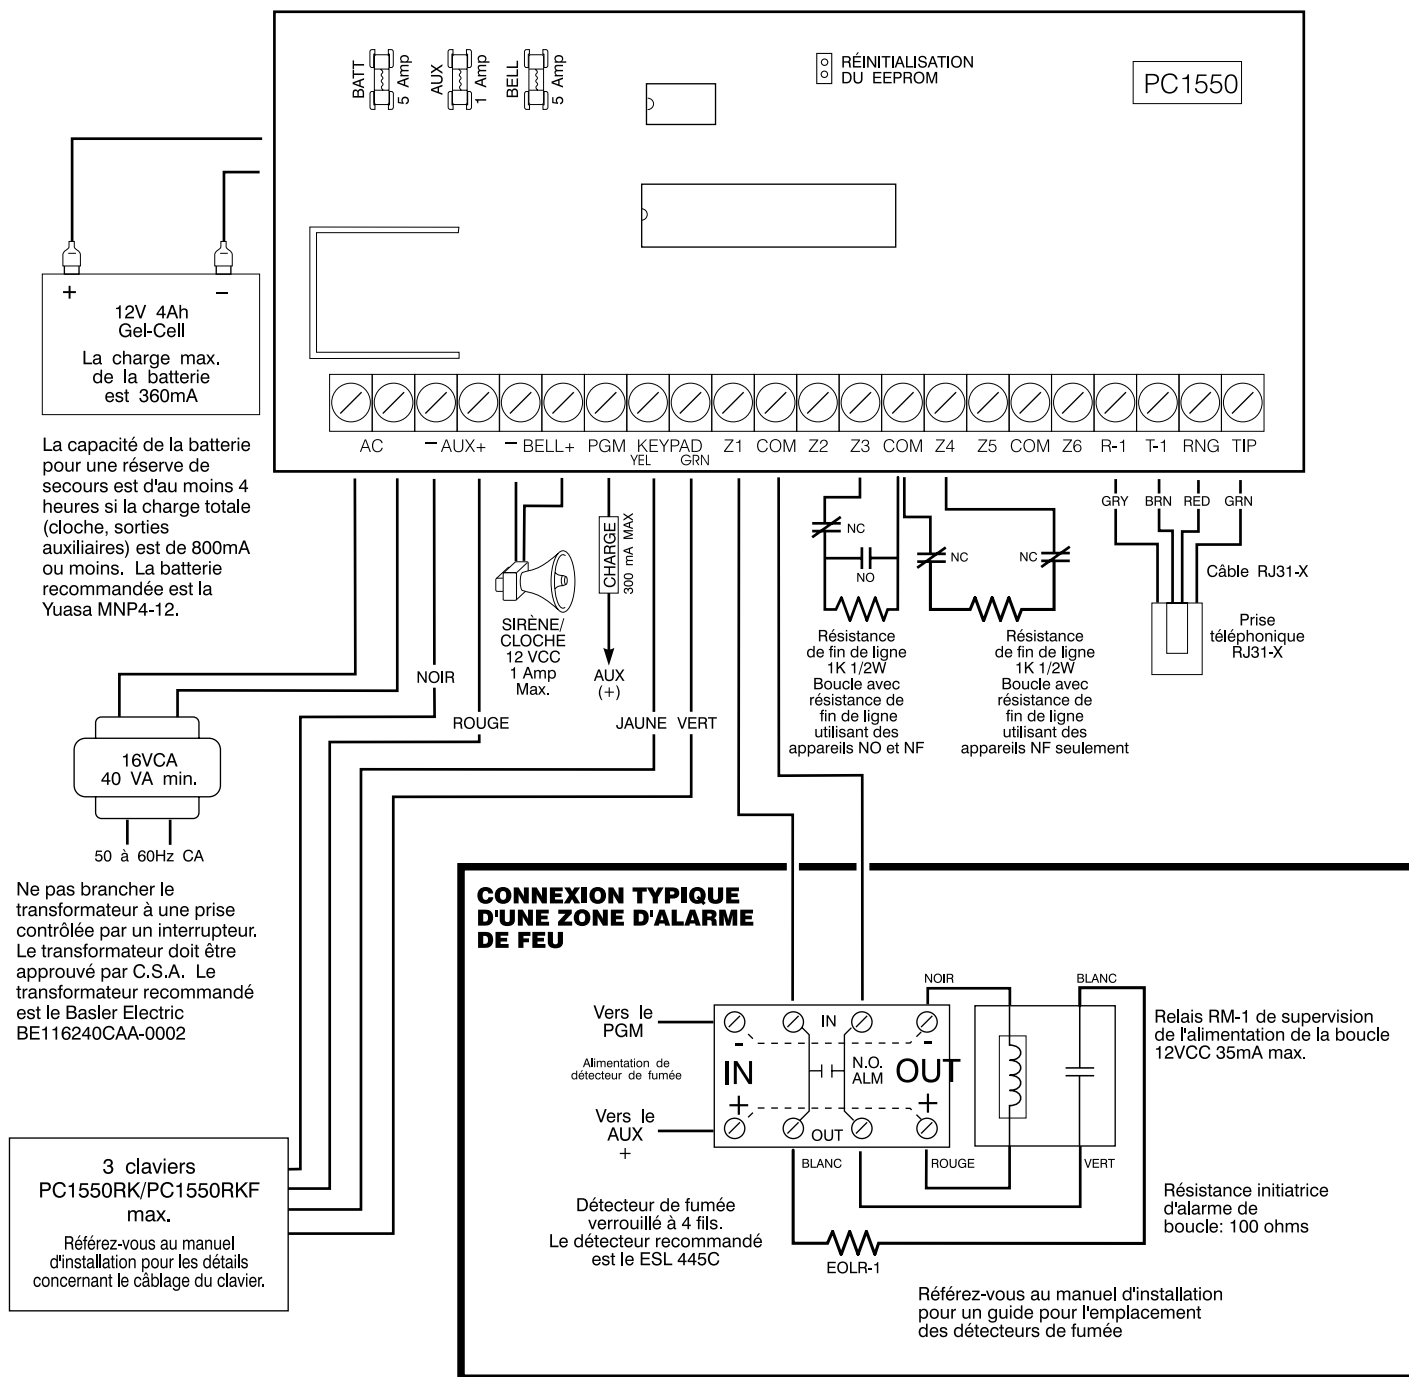 BATT
5 Amp
AUX
1 Amp
BELL
5 Amp
RÉINITIALISATION
DU EEPROM
PC1550
+ −
12V 4Ah
Gel-Cell
La charge max.
de la batterie
est 360mA
AC − AUX+ − BELL+ PGM KEYPAD Z1 COM Z2 Z3 COM Z4 Z5 COM Z6 R-1 T-1 RNG TIP
YEL GRN
La capacité de la batterie
pour une réserve de
secours est d'au moins 4
heures si la charge totale
(cloche, sorties
auxiliaires) est de 800mA
ou moins. La batterie
recommandée est la
Yuasa MNP4-12.
SIRÈNE/
CLOCHE
12 VCC
1 Amp
Max.
CHARGE
300 mA MAX
AUX
(+)
NC
NO
NC
NC
Résistance
de fin de ligne
1K 1/2W
Boucle avec
résistance de
fin de ligne
utilisant des
appareils NO et NF
Résistance
de fin de ligne
1K 1/2W
Boucle avec
résistance de
fin de ligne
utilisant des
appareils NF seulement
GRY BRN RED GRN
Câble RJ31-X
Prise
téléphonique
RJ31-X
NOIR
ROUGE
JAUNE VERT
16VCA
40 VA min.
50 à 60Hz CA
Ne pas brancher le
transformateur à une prise
contrôlée par un interrupteur.
Le transformateur doit être
approuvé par C.S.A. Le
transformateur recommandé
est le Basler Electric
BE116240CAA-0002
3 claviers
PC1550RK/PC1550RKF
max.
Référez-vous au manuel
d'installation pour les détails
concernant le câblage du clavier.
CONNEXION TYPIQUE
D'UNE ZONE D'ALARME
DE FEU
Vers le
PGM
Alimentation de
détecteur de fumée
Vers le
AUX
+
IN
- -
IN
N.O.
ALM
OUT
+ +
OUT
NOIR
BLANC
BLANC
ROUGE
VERT
Relais RM-1 de supervision
de l'alimentation de la boucle
12VCC 35mA max.
Détecteur de fumée
verrouillé à 4 fils.
Le détecteur recommandé
est le ESL 445C
EOLR-1
Résistance initiatrice
d'alarme de
boucle: 100 ohms
Référez-vous au manuel d'installation
pour un guide pour l'emplacement
des détecteurs de fumée